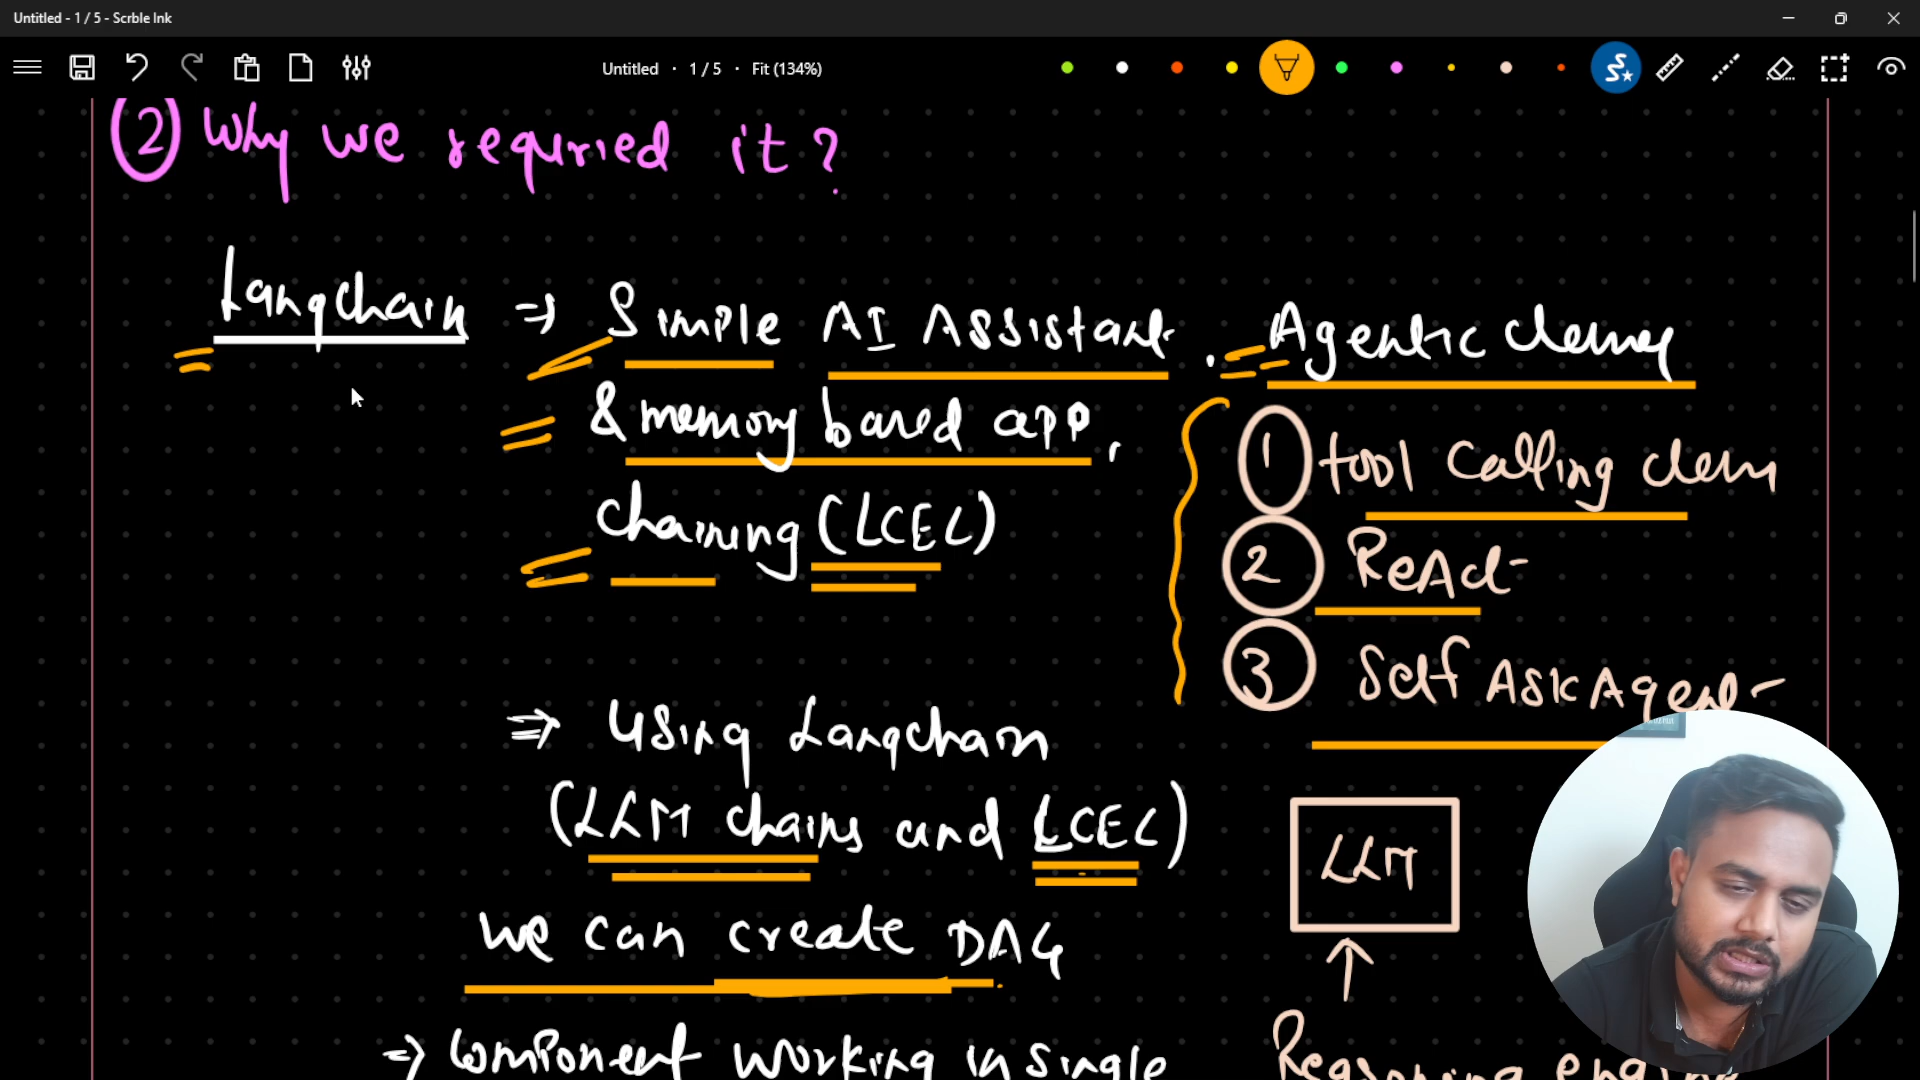 Untitled - 1 / 5 - Scrble Ink
Untitled · 1 / 5 · Fit (134%)
② Why we requried it?
Langchain ⇒ Simple AI Assistant.
& memory based app,
chaining (LCEL)
⇒ Using Langchain
(LLM chains and LCEL)
We can create DAG
⇒ Component working in single
Agentic
① tool calling
② ReAct
③ Self Ask Agent
LLM
Reasoning engine